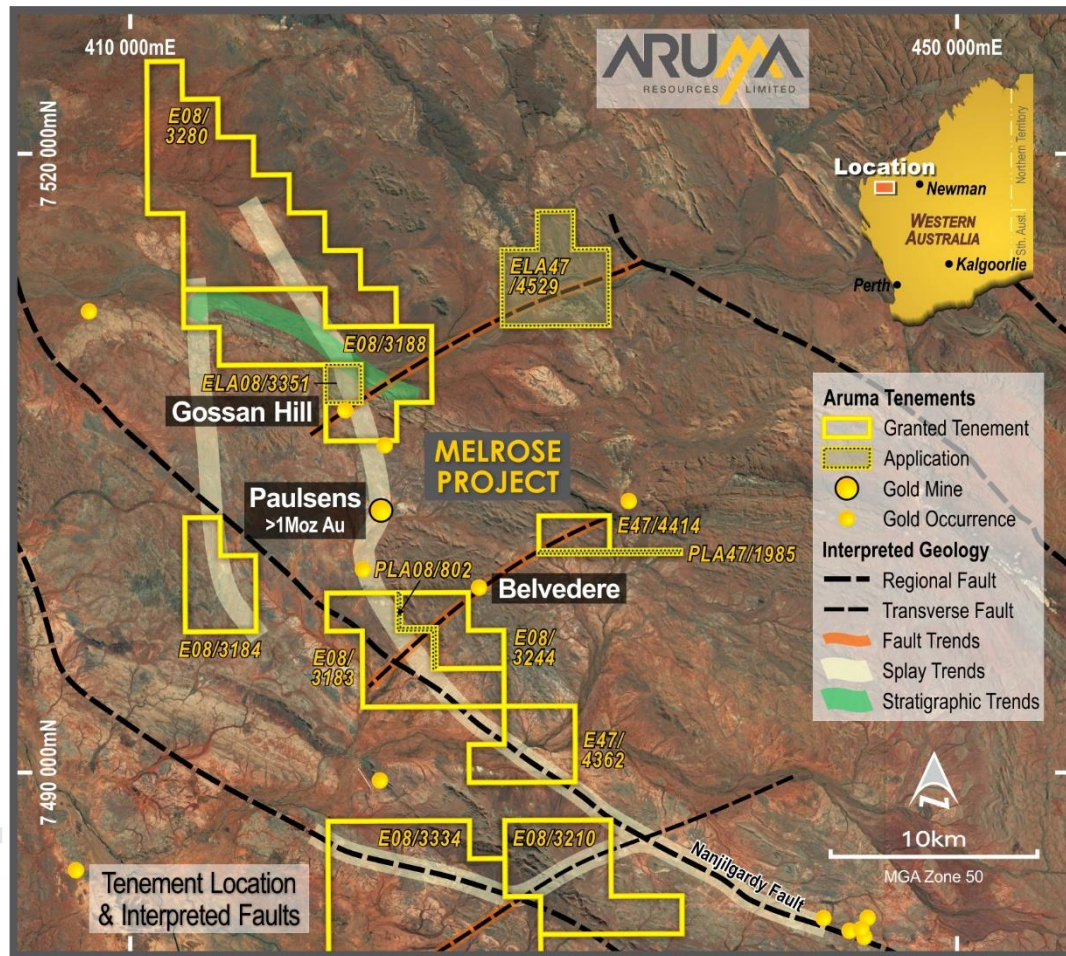 410 000mE
450 000mE
ARUMA
RESOURCES LIMITED
E08/
3280
7 520 000mN
Location
Newman
WESTERN
AUSTRALIA
Kalgoorlie
Perth
Northern Territory
Sth. Aust.
ELA47
/4529
E08/3188
ELA08/3351
Gossan Hill
MELROSE
PROJECT
Paulsens
>1Moz Au
E47/4414
PLA47/1985
PLA08/802
Belvedere
E08/3184
E08/
3183
E08/
3244
E47/
4362
7 490 000mN
E08/3334
E08/3210
Nanjilgardy Fault
Tenement Location
& Interpreted Faults
Aruma Tenements
Granted Tenement
Application
Gold Mine
Gold Occurrence
Interpreted Geology
Regional Fault
Transverse Fault
Fault Trends
Splay Trends
Stratigraphic Trends
N
10km
MGA Zone 50